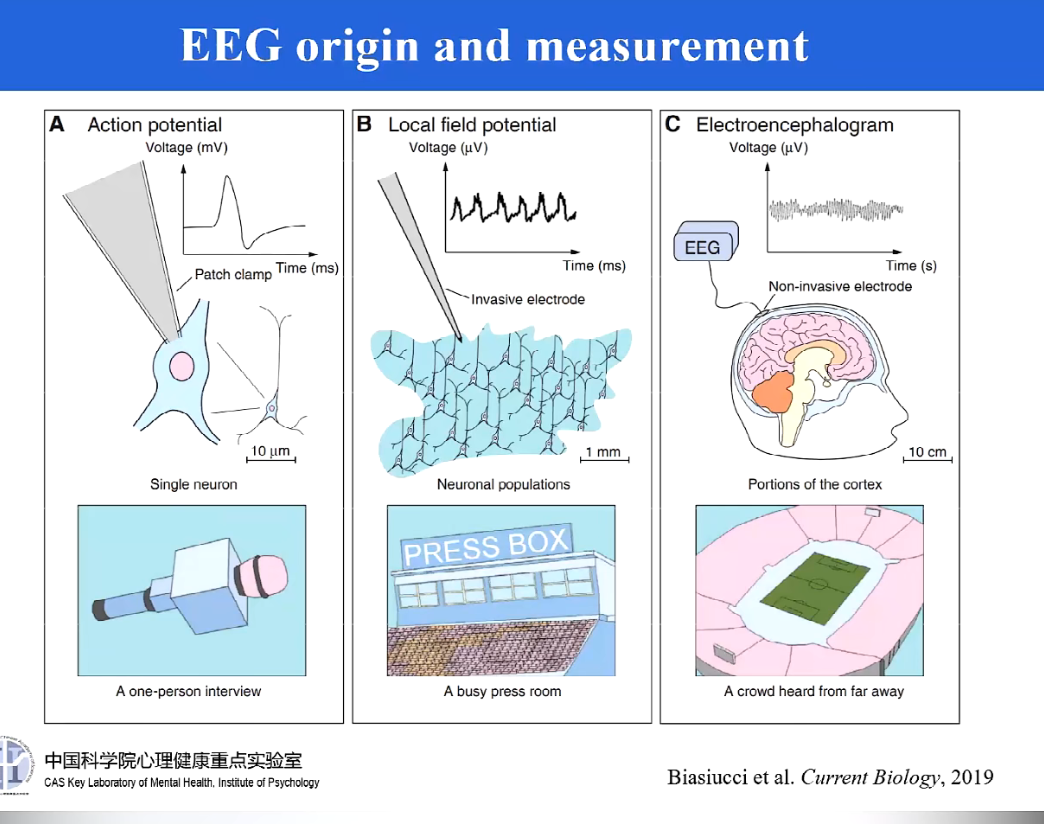 EEG origin and measurement
A Action potential
Voltage (mV)
Patch clamp
Time (ms)
10 μm
Single neuron
A one-person interview
B Local field potential
Voltage (μV)
Time (ms)
Invasive electrode
1 mm
Neuronal populations
PRESS BOX
A busy press room
C Electroencephalogram
Voltage (μV)
EEG
Time (s)
Non-invasive electrode
10 cm
Portions of the cortex
A crowd heard from far away
中国科学院心理健康重点实验室
CAS Key Laboratory of Mental Health, Institute of Psychology
Biasiucci et al. Current Biology, 2019